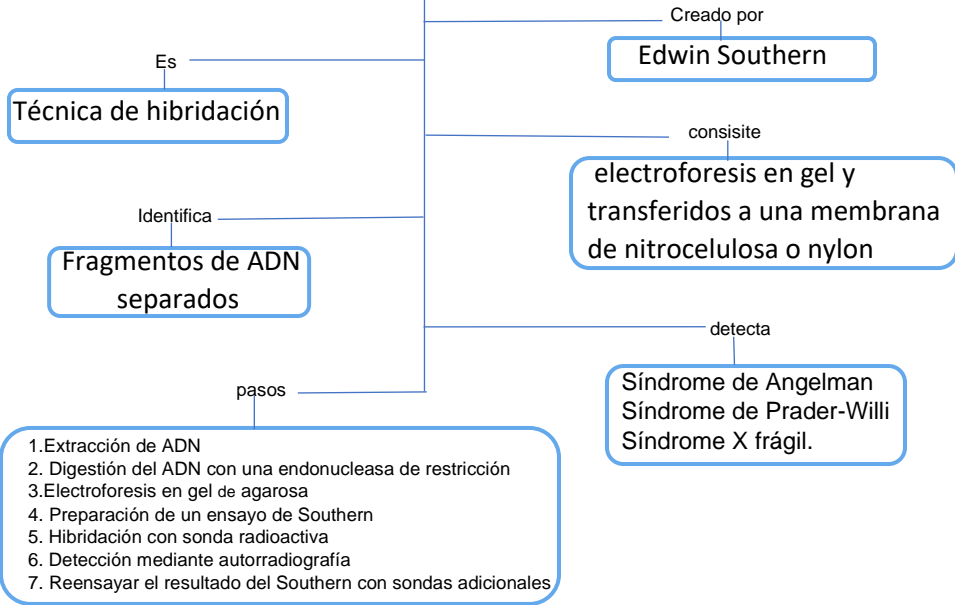 Creado por
Edwin Southern
Es
Técnica de hibridación
consisite
electroforesis en gel y
transferidos a una membrana
de nitrocelulosa o nylon
Identifica
Fragmentos de ADN
separados
detecta
Síndrome de Angelman
Síndrome de Prader-Willi
Síndrome X frágil.
pasos
1.Extracción de ADN
2. Digestión del ADN con una endonucleasa de restricción
3.Electroforesis en gel de agarosa
4. Preparación de un ensayo de Southern
5. Hibridación con sonda radioactiva
6. Detección mediante autorradiografía
7. Reensayar el resultado del Southern con sondas adicionales